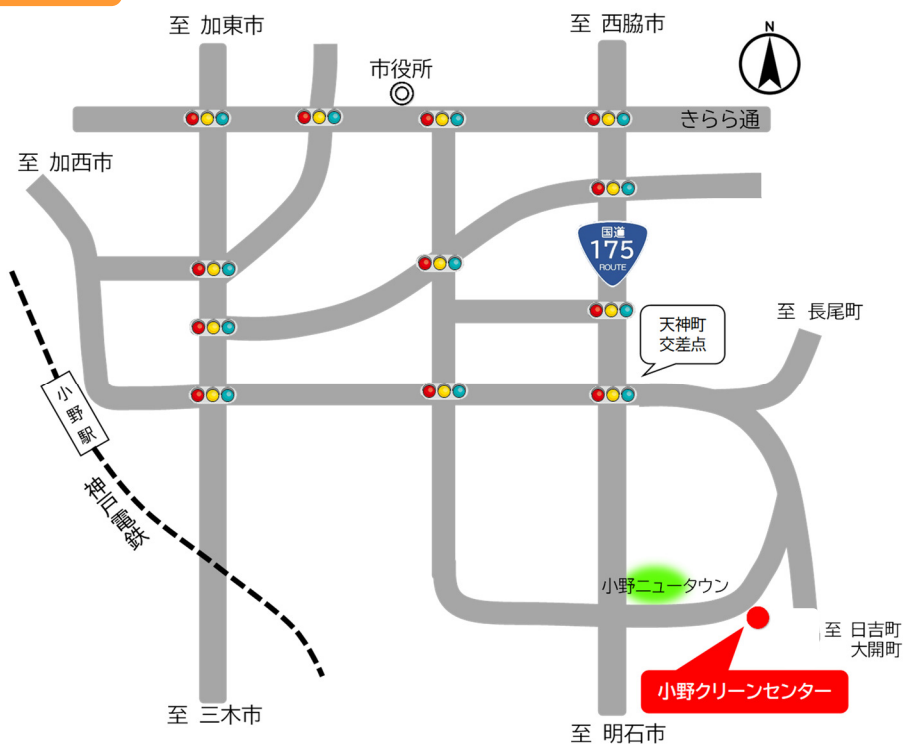 至 加東市
至 西脇市
N
市役所
きらら通
至 加西市
国道
175
ROUTE
天神町
交差点
至 長尾町
小野駅
神戸電鉄
小野ニュータウン
至 日吉町
大開町
小野クリーンセンター
至 三木市
至 明石市